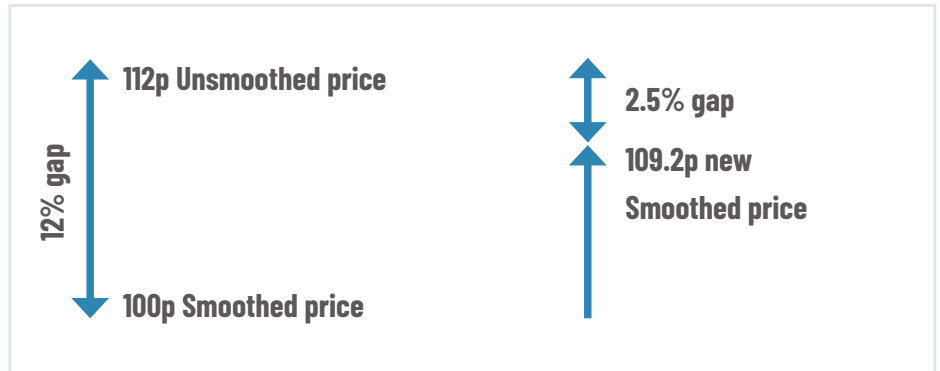 112p Unsmoothed price
12% gap
100p Smoothed price
2.5% gap
109.2p new
Smoothed price